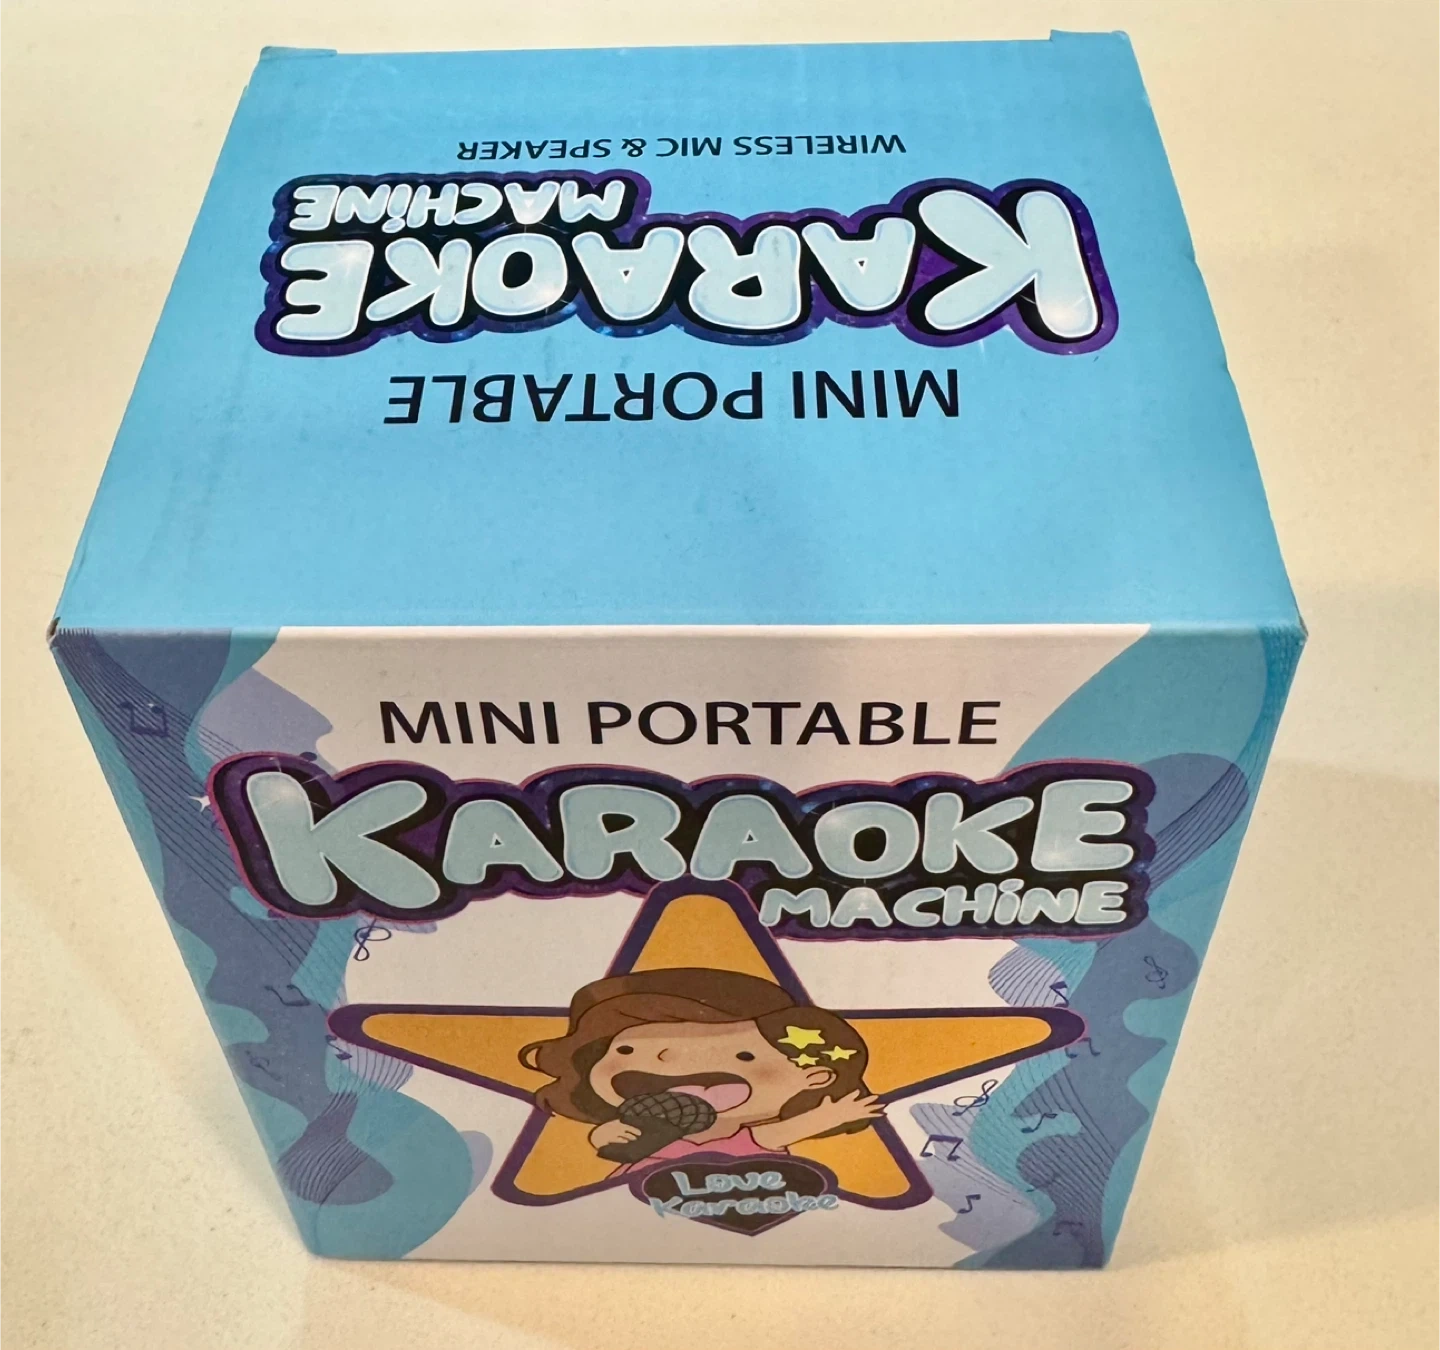 MINI PORTABLE
KARAOKE
MACHiNE
WIRELESS MIC & SPEAKER
MINI PORTABLE
KARAOKE
MACHiNE
Love
Karaoke